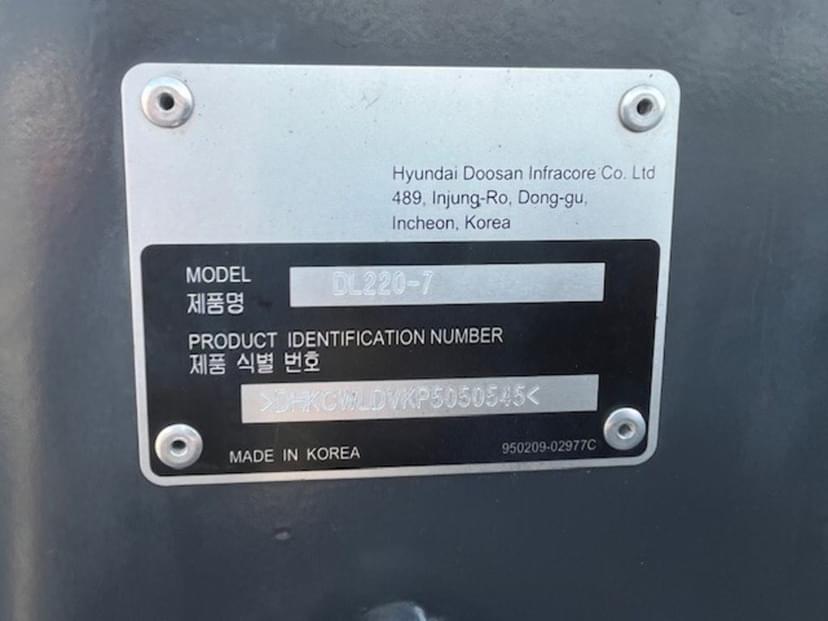 Hyundai Doosan Infracore Co. Ltd
489, Injung-Ro, Dong-gu,
Incheon, Korea
MODEL DL220-7
제품명
PRODUCT IDENTIFICATION NUMBER
제품 식별 번호
>DHKCWLDVKP5050545<
MADE IN KOREA 950209-02977C